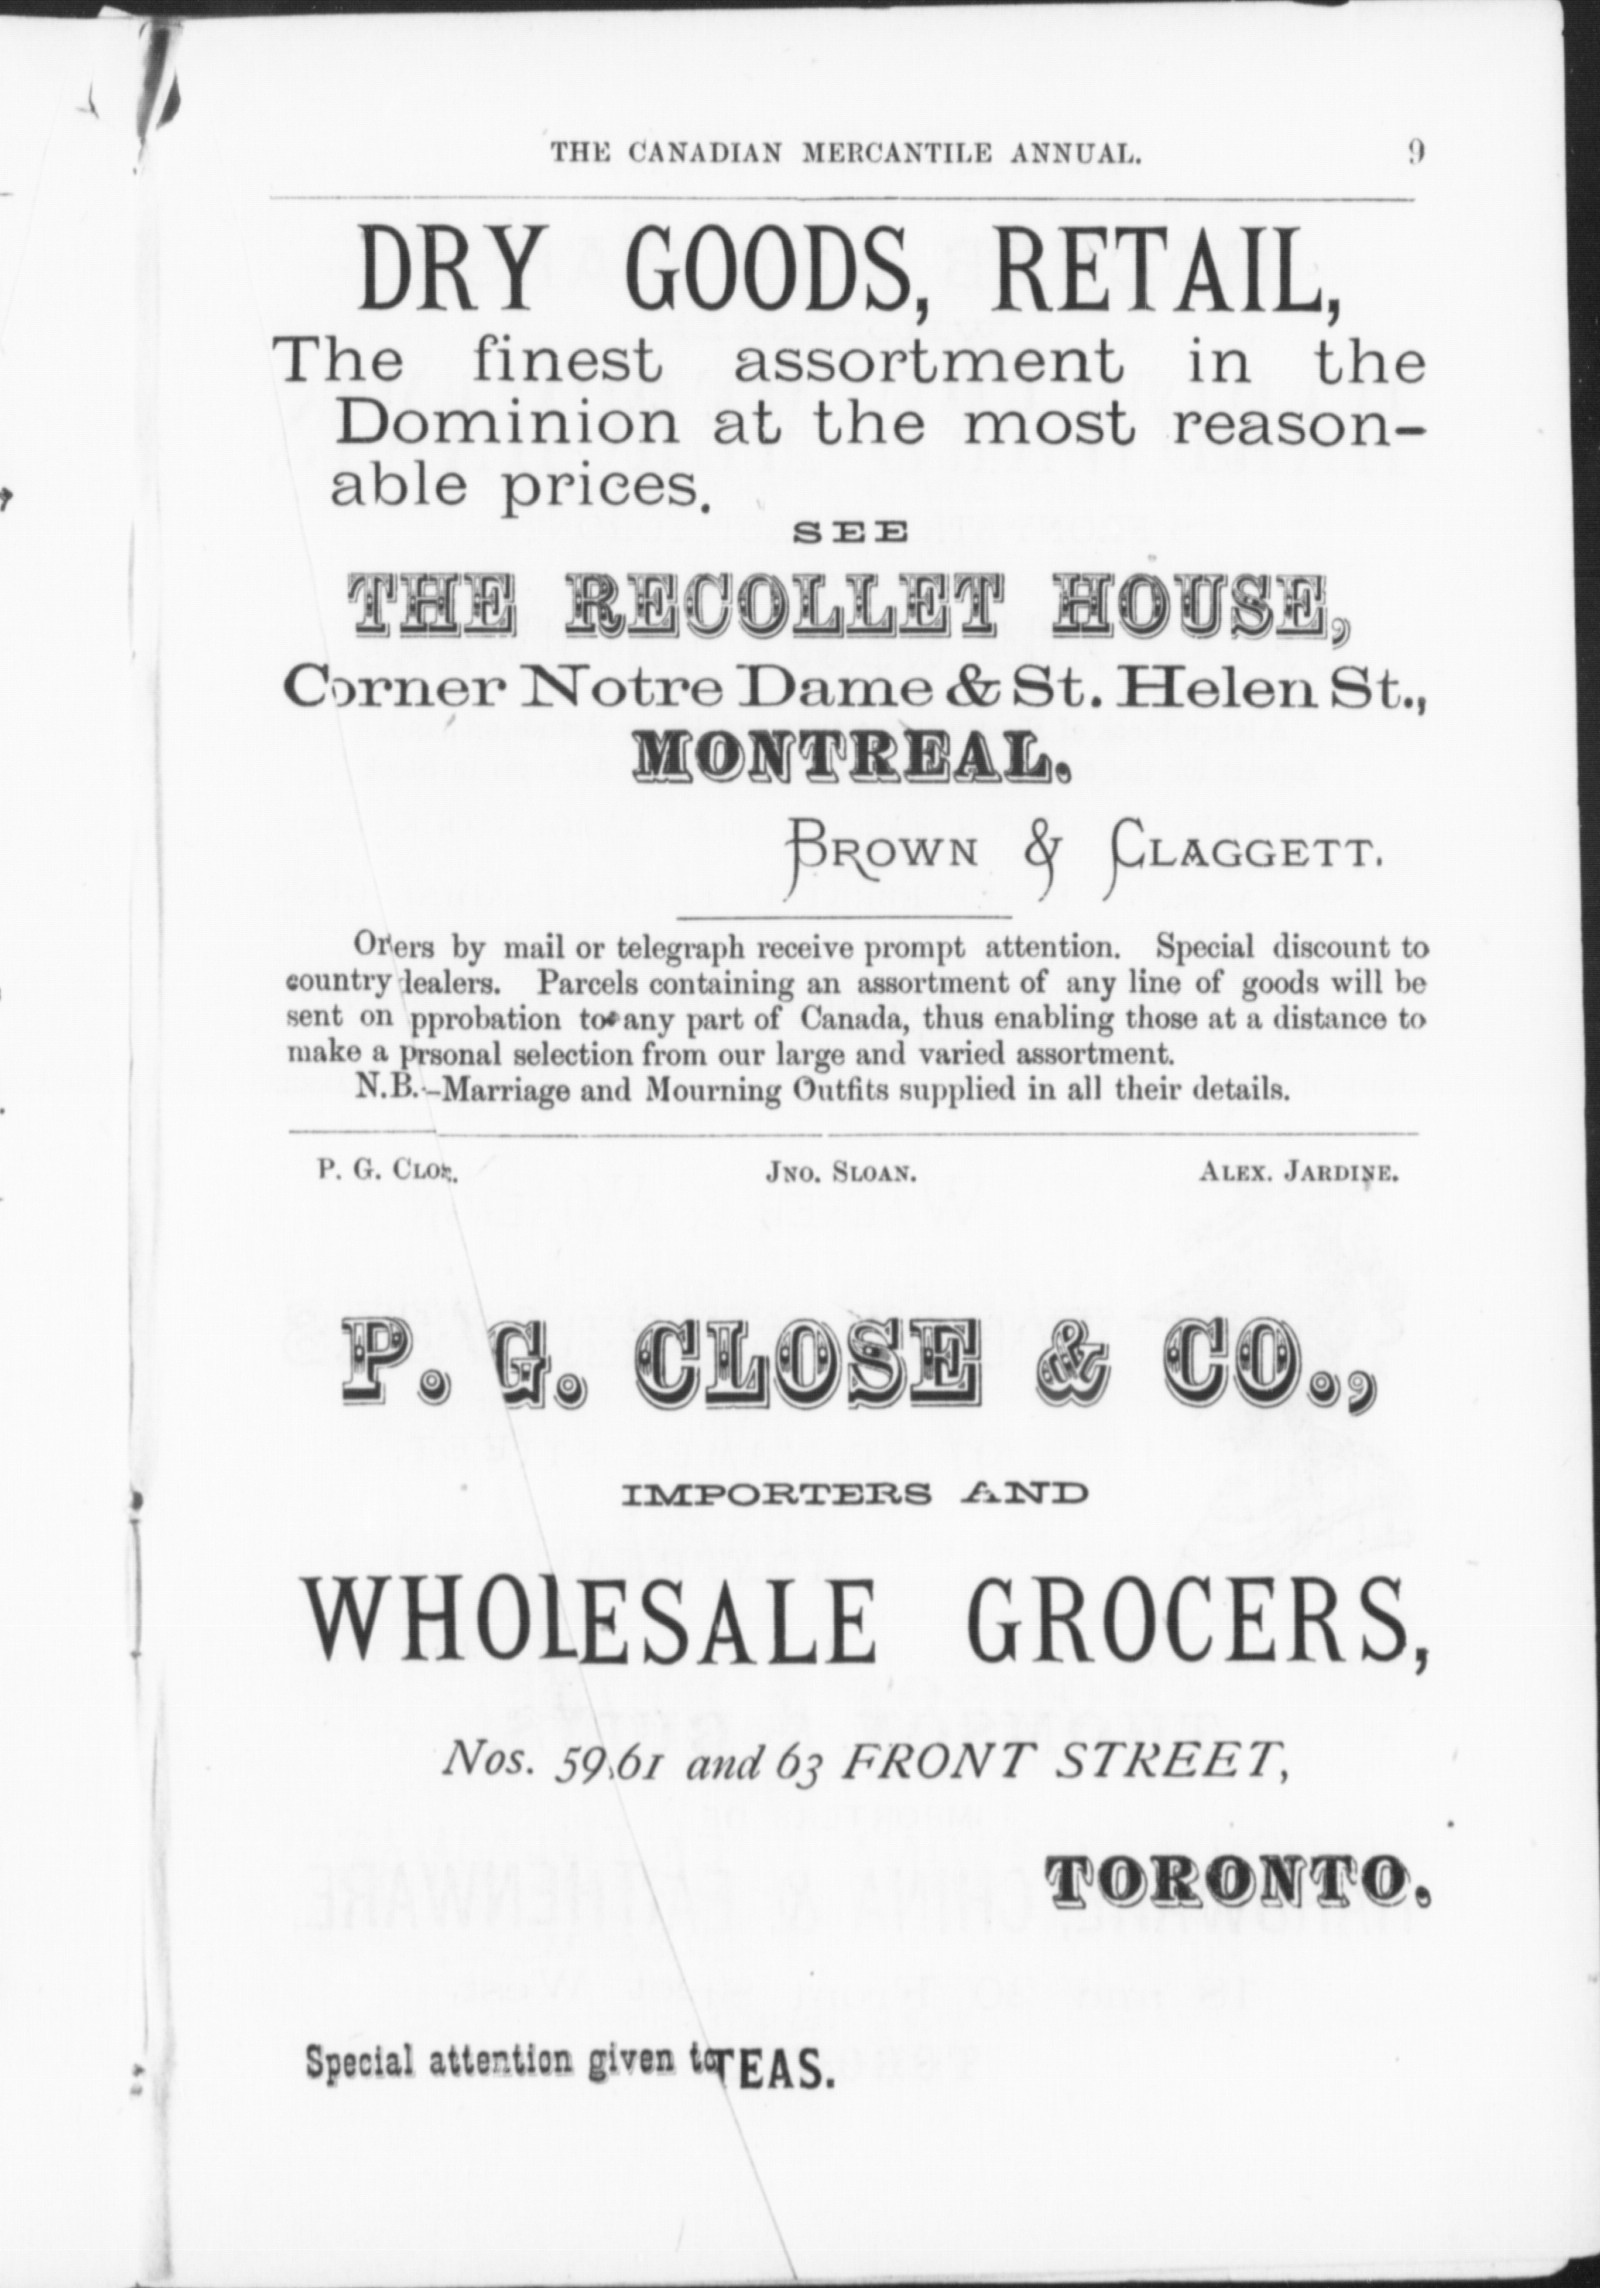 THE CANADIAN MERCANTILE ANNUAL. 9
DRY GOODS, RETAIL,
The finest assortment in the
Dominion at the most reason-
able prices.
SEE
THE RECOLLET HOUSE,
Corner Notre Dame & St. Helen St.,
MONTREAL.
BROWN & CLAGGETT.
Orers by mail or telegraph receive prompt attention. Special discount to
country dealers. Parcels containing an assortment of any line of goods will be
sent on pprobation to any part of Canada, thus enabling those at a distance to
make a prsonal selection from our large and varied assortment.
N.B.—Marriage and Mourning Outfits supplied in all their details.
P. G. CLOSE. JNO. SLOAN. ALEX. JARDINE.
P. G. CLOSE & CO.,
IMPORTERS AND
WHOLESALE GROCERS,
Nos. 59, 61 and 63 FRONT STREET,
TORONTO.
Special attention given to TEAS.